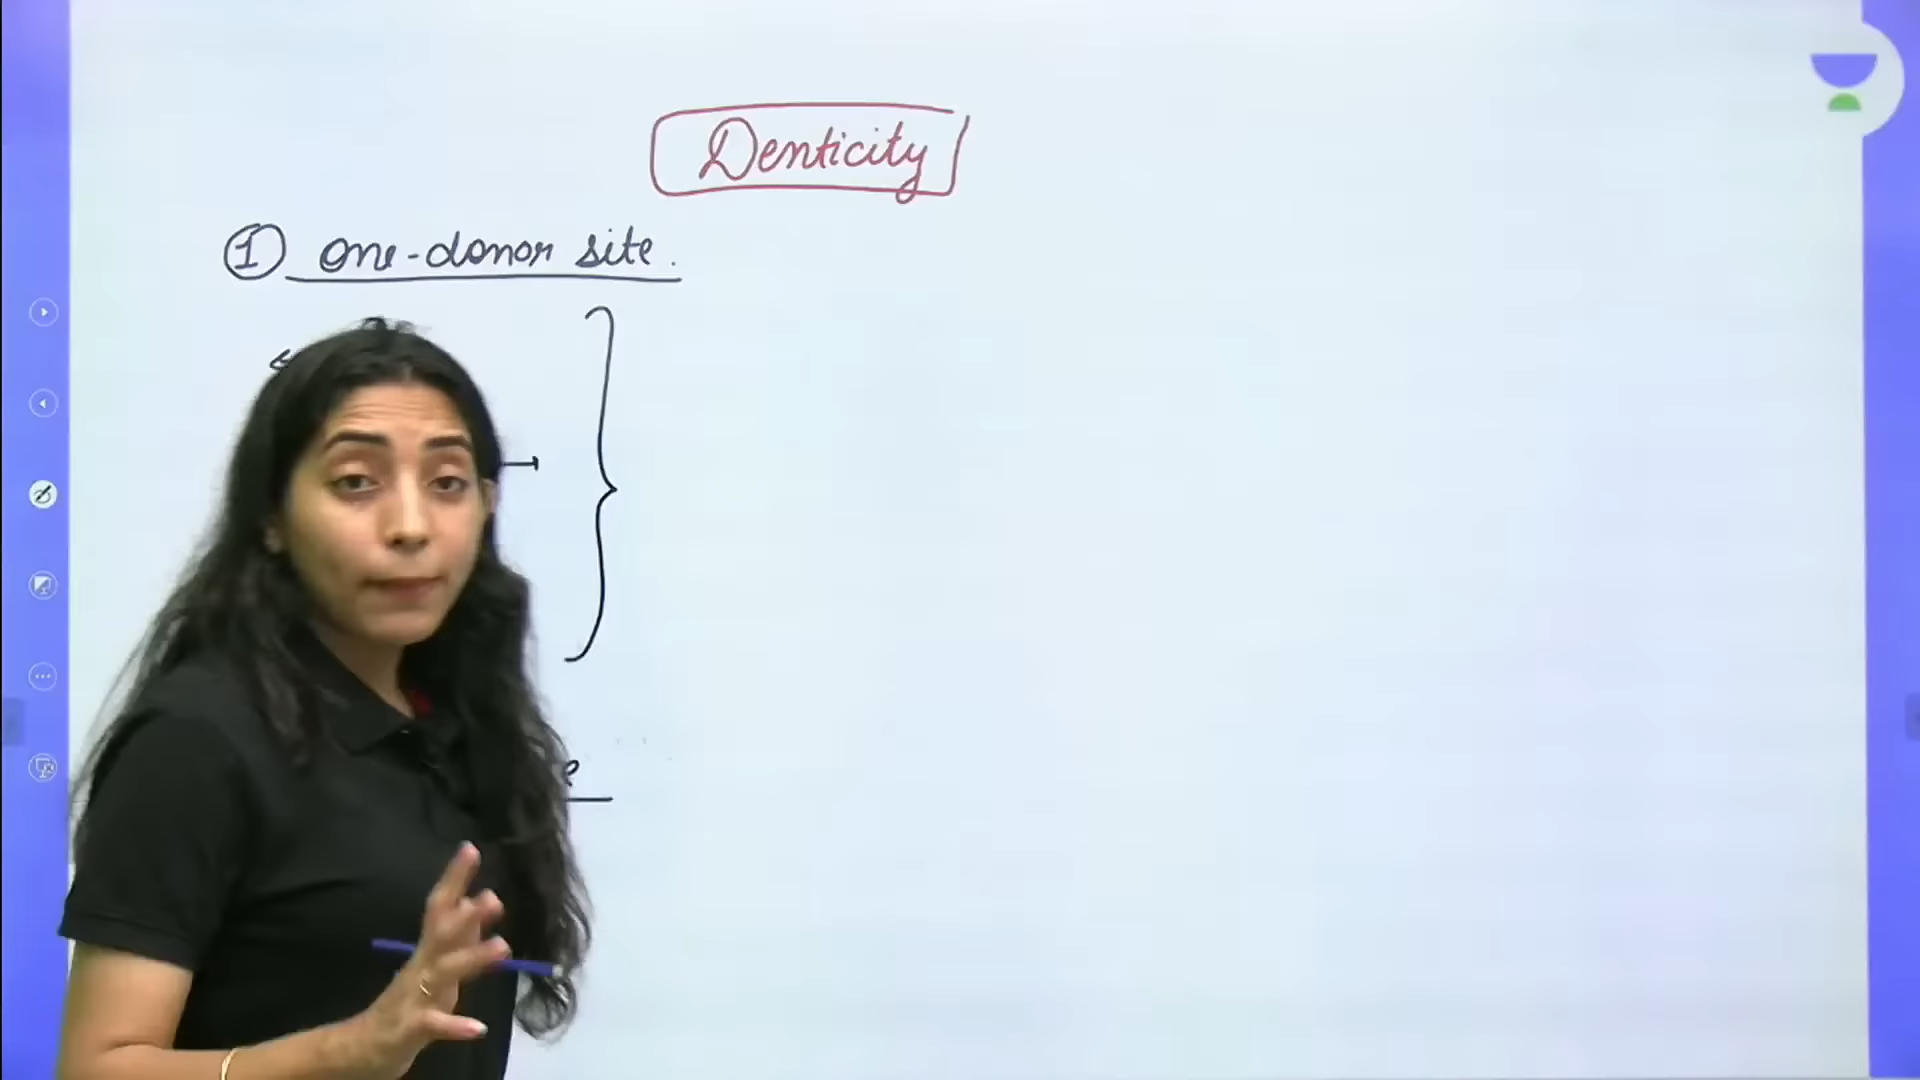 Denticity
① one-donor site.